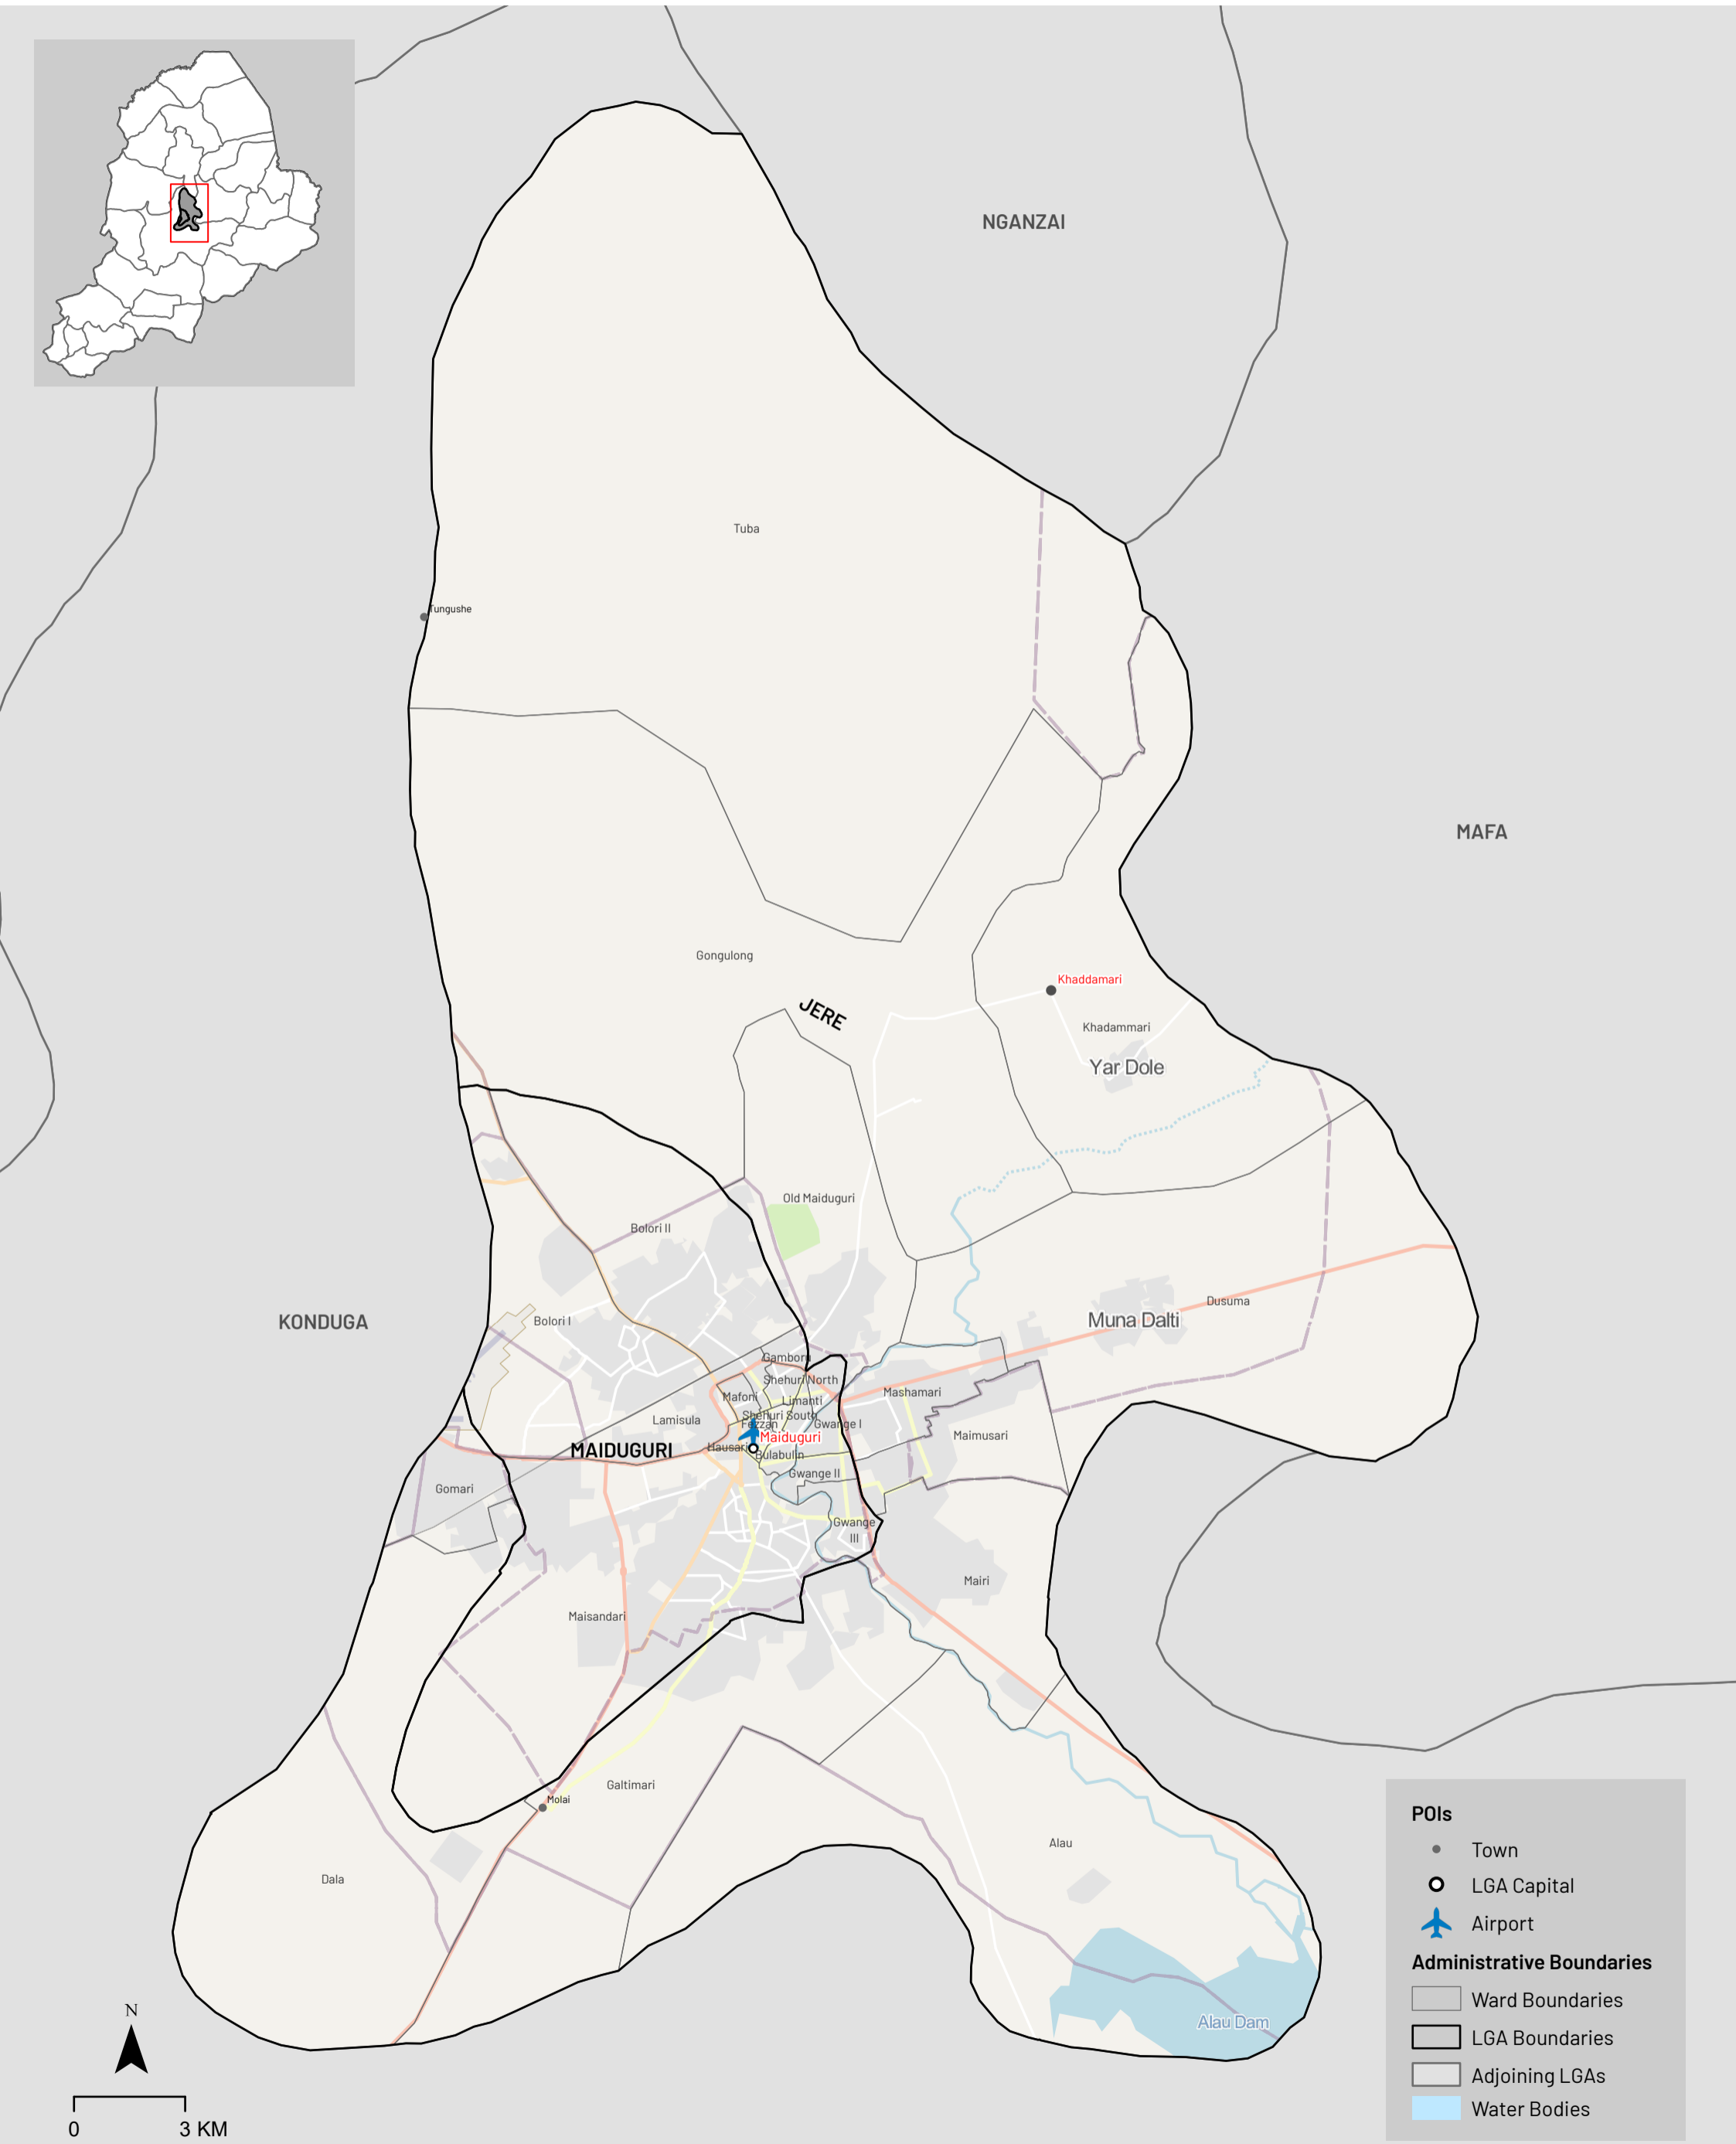 NGANZAI
Tuba
Tungushe
MAFA
Gongulong
Khaddamari
JERE
Khadammari
Yar Dole
Old Maiduguri
Bolori II
Dusuma
Muna Dalti
KONDUGA
Bolori I
Gamboru
Shehuri North
Mashamari
Mafoni
Limanti
Shehuri South
Lamisula
Fezzan
Gwange I
Maiduguri
Maimusari
Hausari
MAIDUGURI
Bulabulin
Gwange II
Gomari
Gwange
III
Mairi
Maisandari
Galtimari
Molai
Alau
Dala
Alau Dam
N
0 3 KM
POIs
Town
LGA Capital
Airport
Administrative Boundaries
Ward Boundaries
LGA Boundaries
Adjoining LGAs
Water Bodies